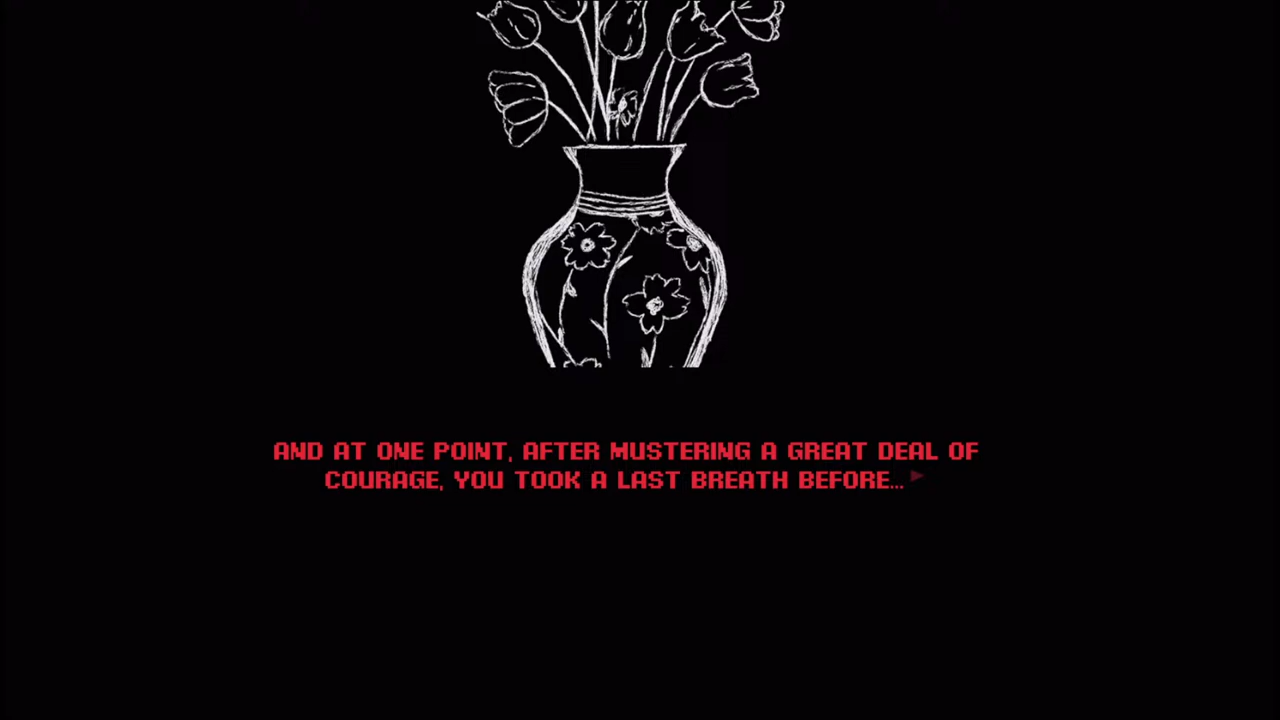 AND AT ONE POINT, AFTER MUSTERING A GREAT DEAL OF
COURAGE, YOU TOOK A LAST BREATH BEFORE...